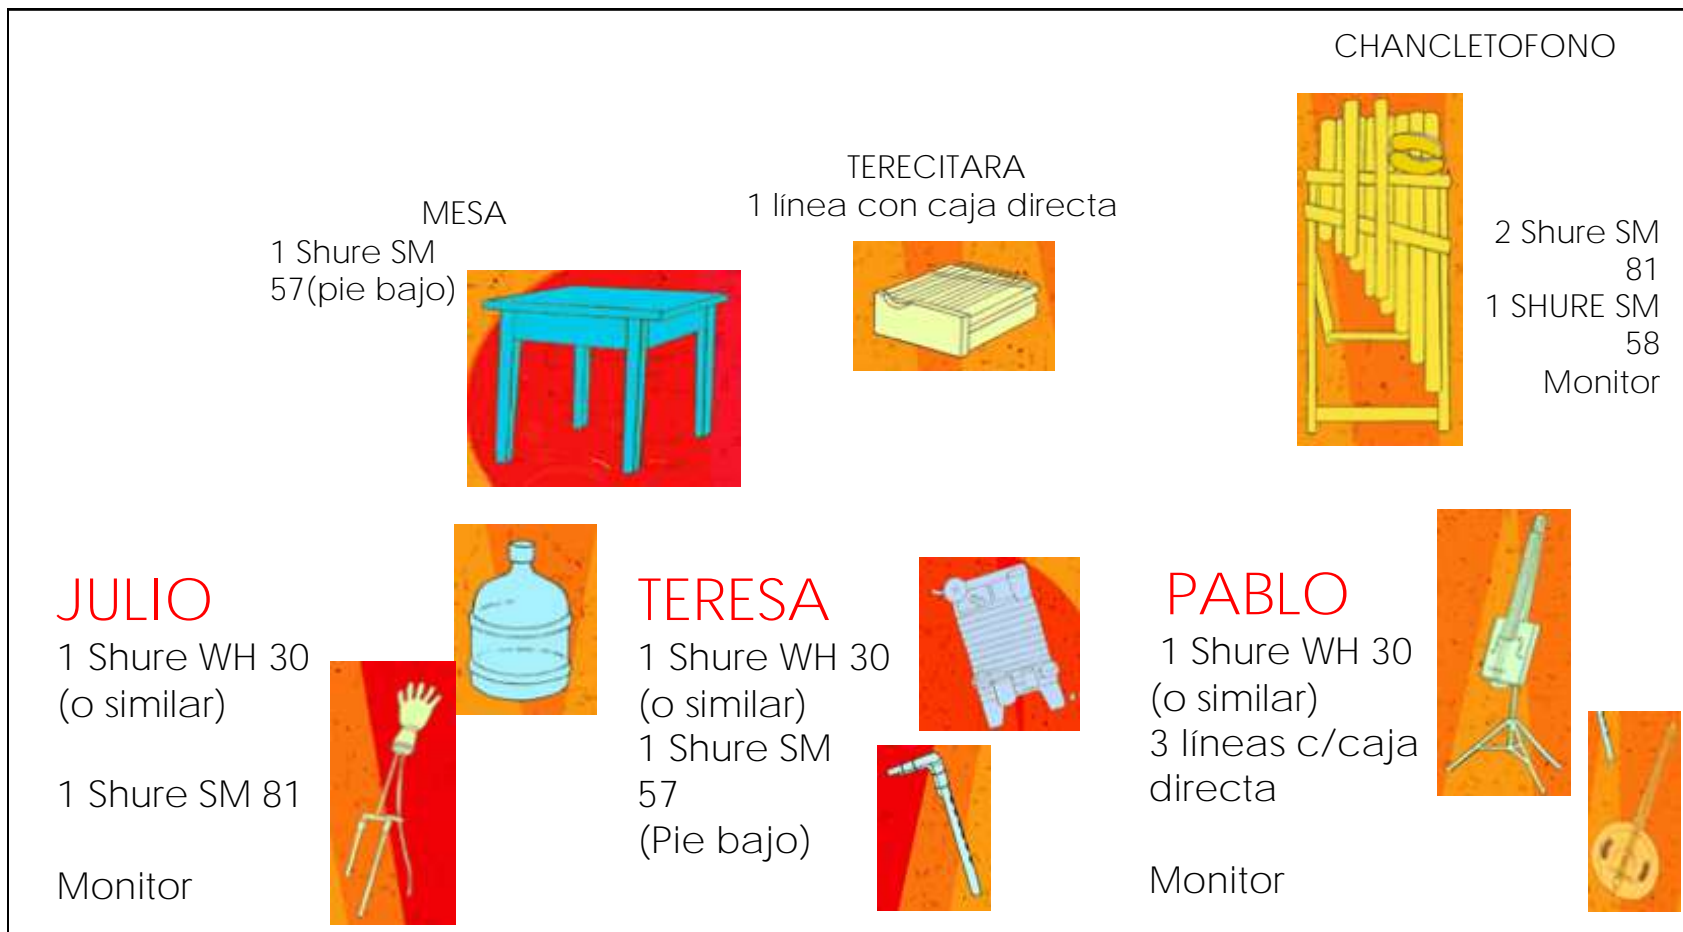 CHANCLETOFONO
2 Shure SM
81
1 SHURE SM
58
Monitor
TERECITARA
1 línea con caja directa
MESA
1 Shure SM
57(pie bajo)
JULIO
1 Shure WH 30
(o similar)
1 Shure SM 81
Monitor
TERESA
1 Shure WH 30
(o similar)
1 Shure SM
57
(Pie bajo)
PABLO
1 Shure WH 30
(o similar)
3 líneas c/caja
directa
Monitor